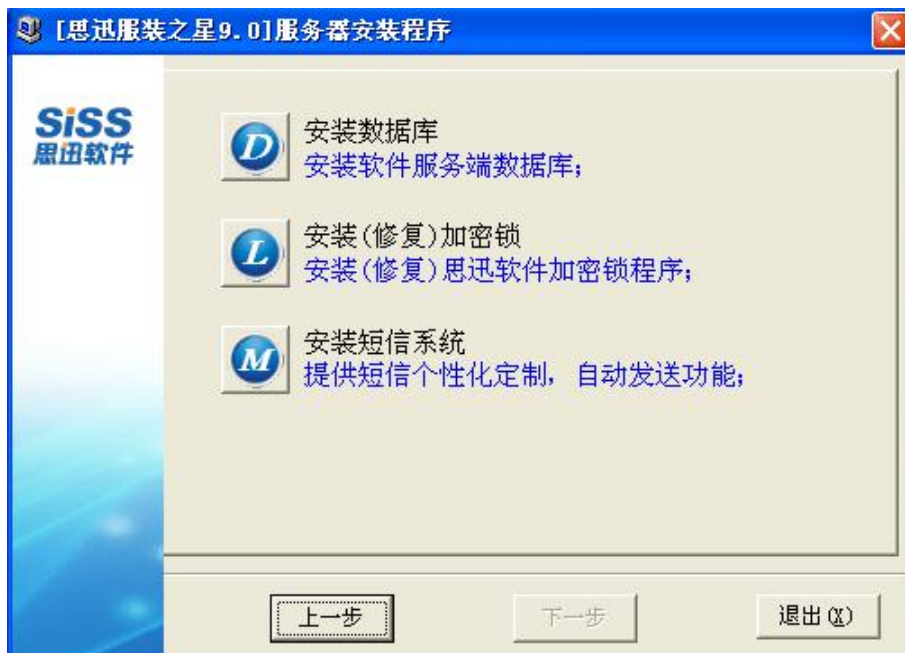 [思迅服装之星9.0]服务器安装程序
SiSS
思迅软件
D
安装数据库
安装软件服务端数据库;
L
安装(修复)加密锁
安装(修复)思迅软件加密锁程序;
M
安装短信系统
提供短信个性化定制, 自动发送功能;
上一步
下一步
退出(X)